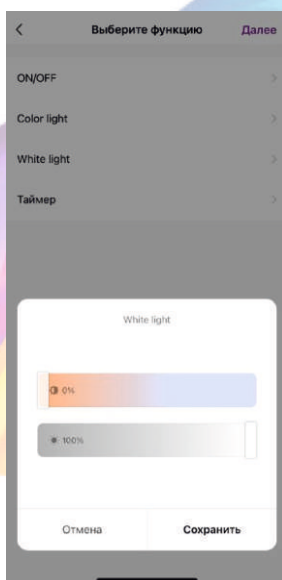 Выберите функцию Далее
ON/OFF
Color light
White light
Таймер
White light
0%
100%
Отмена Сохранить